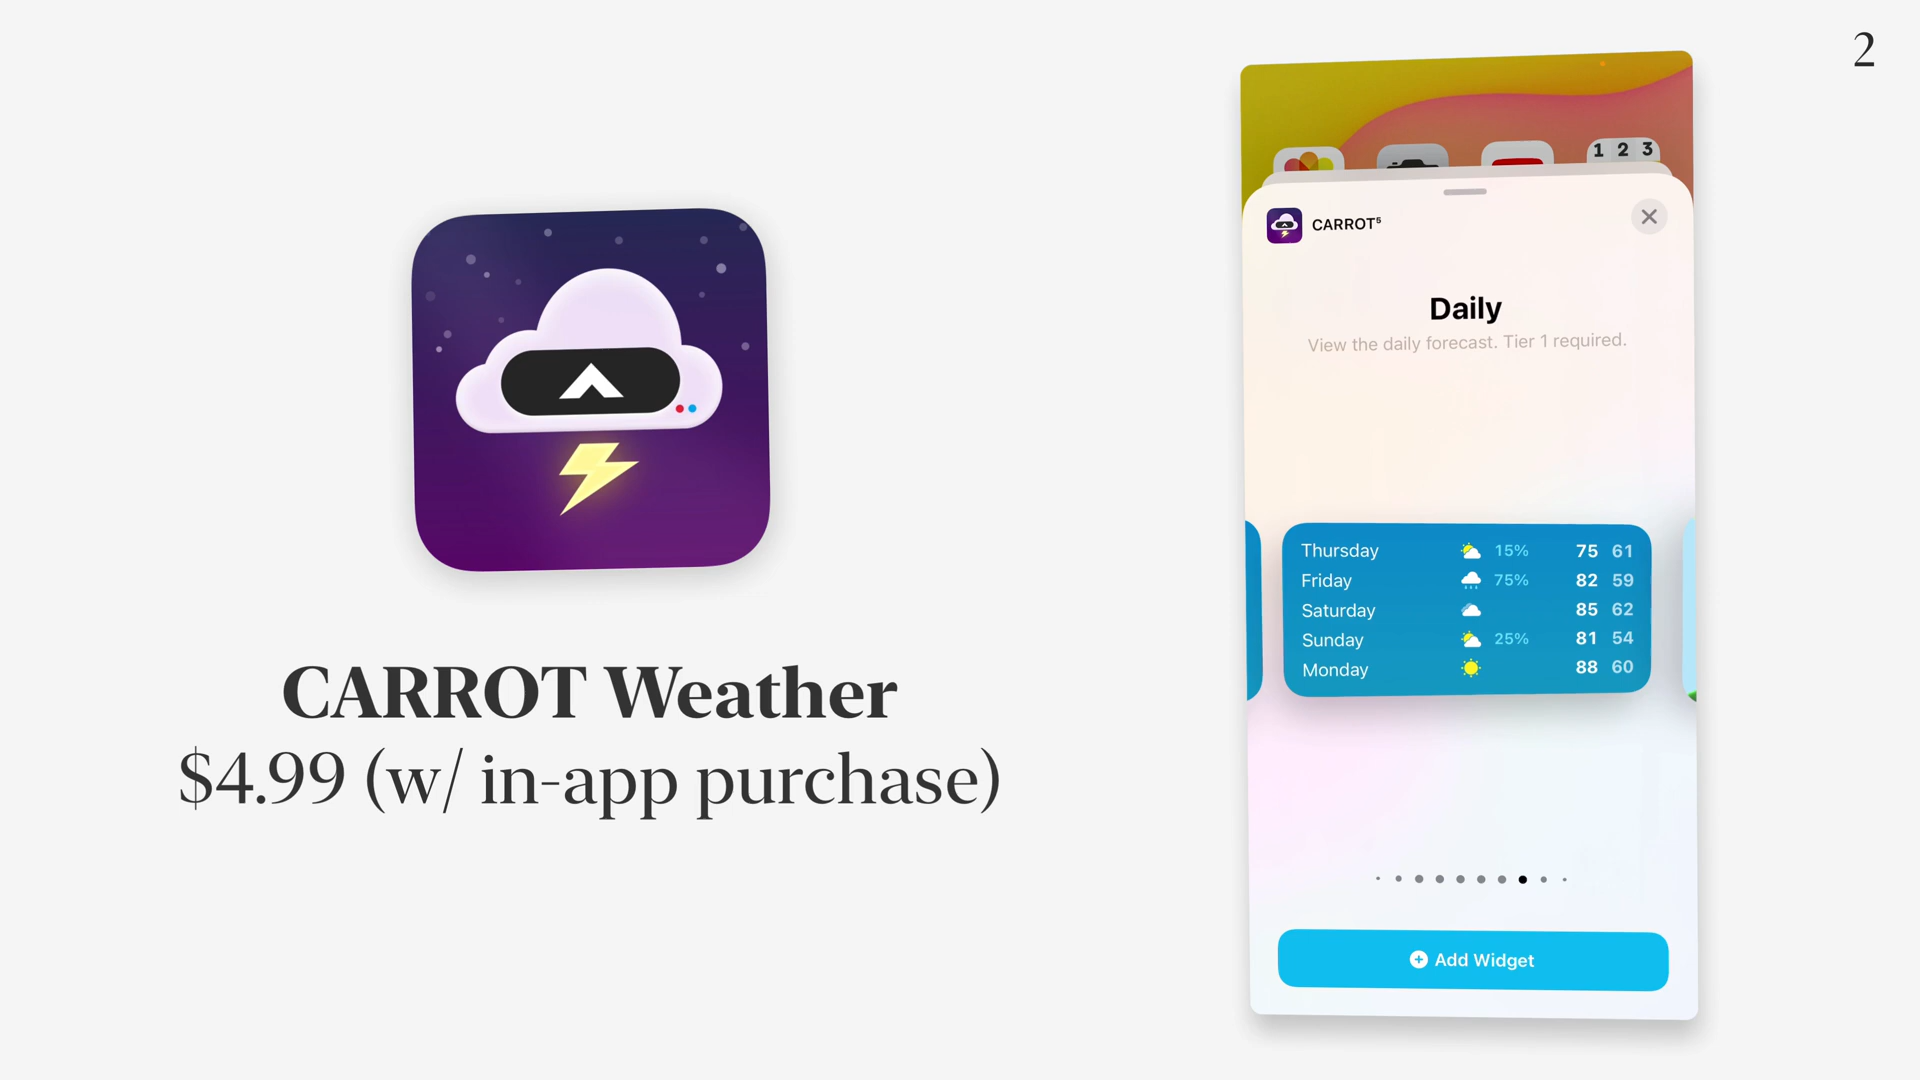 2
CARROT Weather
$4.99 (w/ in-app purchase)
1 2 3
CARROT⁵
Daily
View the daily forecast. Tier 1 required.
Thursday 15% 75 61
Friday 75% 82 59
Saturday 85 62
Sunday 25% 81 54
Monday 88 60
Add Widget